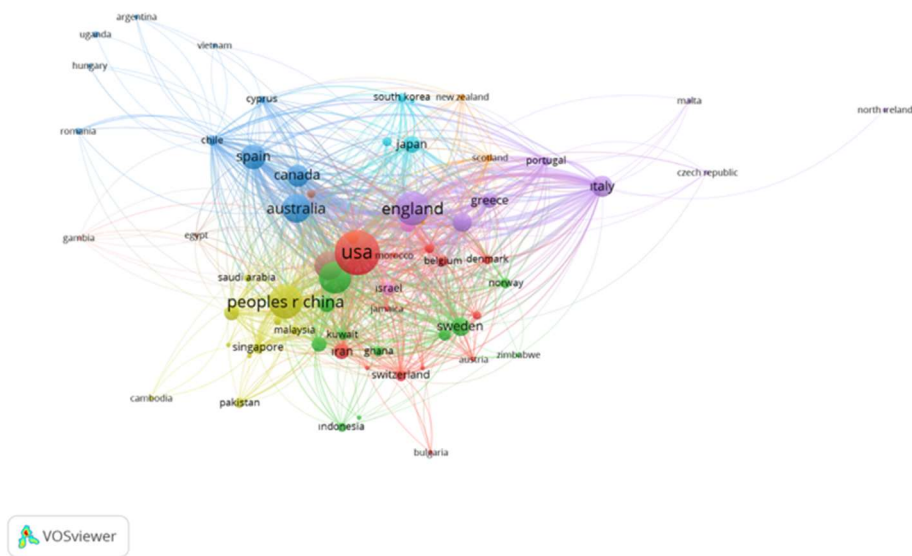 argentina
uganda
vietnam
hungary
cyprus
south korea
new zealand
malta
north ireland
romania
chile
japan
spain
scotland
portugal
czech republic
canada
italy
australia
england
greece
gambia
egypt
usa
morocco
belgium
denmark
saudi arabia
israel
norway
peoples r china
jamaica
malaysia
kuwait
sweden
singapore
iran
ghana
austria
zimbabwe
switzerland
cambodia
pakistan
indonesia
bulgaria
VOSviewer